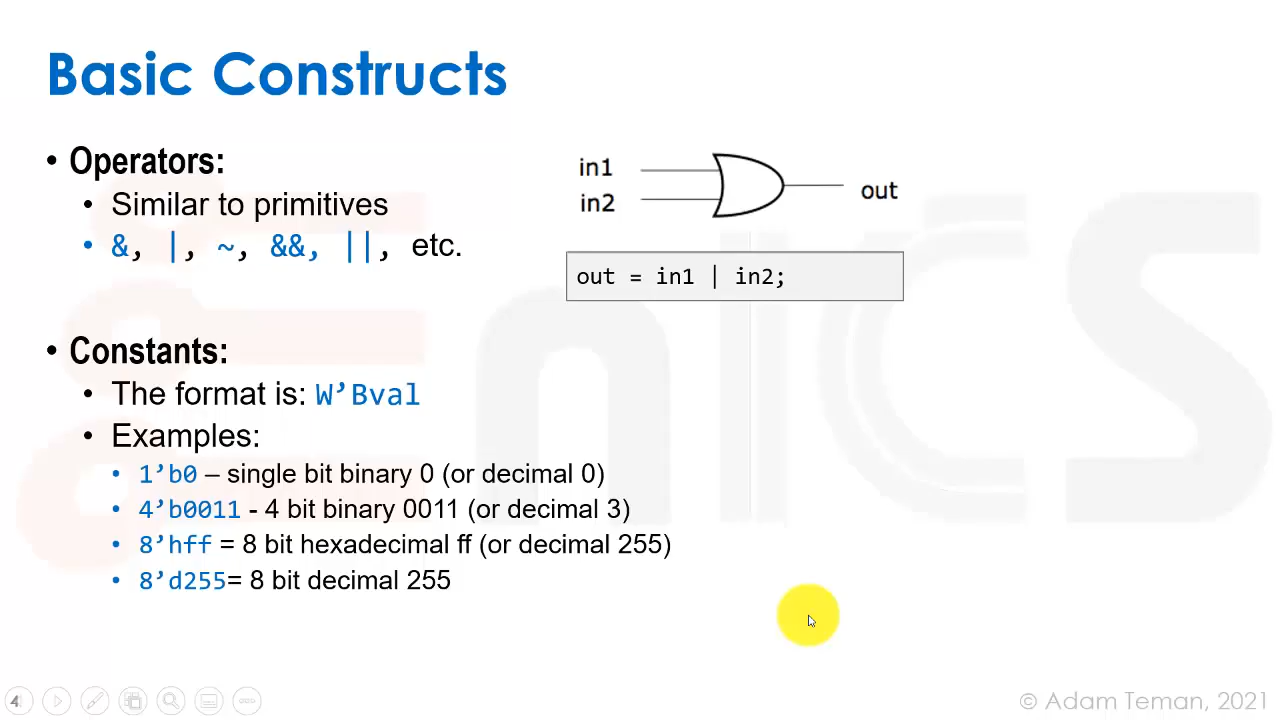 Basic Constructs
• Operators:
• Similar to primitives
• &, |, ~, &&, ||, etc.
in1
in2
out
out = in1 | in2;
• Constants:
• The format is: W’Bval
• Examples:
• 1’b0 – single bit binary 0 (or decimal 0)
• 4’b0011 - 4 bit binary 0011 (or decimal 3)
• 8’hff = 8 bit hexadecimal ff (or decimal 255)
• 8’d255= 8 bit decimal 255
EnICS
4
© Adam Teman, 2021